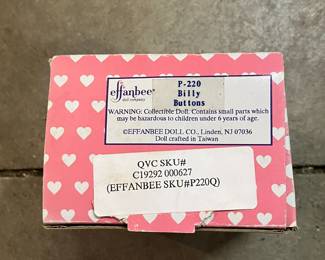 effanbee®
doll company
P-220
Billy
Buttons
WARNING: Collectible Doll. Contains small parts which
may be hazardous to children under 6 years of age.
©EFFANBEE DOLL CO., Linden, NJ 07036
Doll crafted in Taiwan
QVC SKU#
C19292 000627
(EFFANBEE SKU#P220Q)